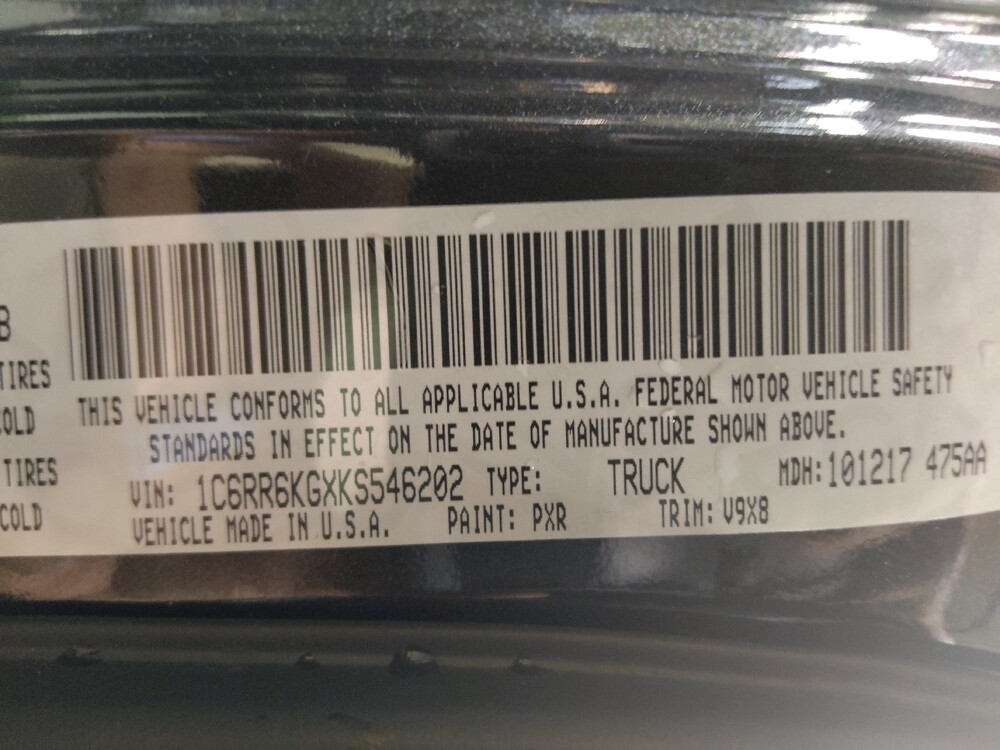 B
TIRES
COLD
TIRES
COLD
THIS VEHICLE CONFORMS TO ALL APPLICABLE U.S.A. FEDERAL MOTOR VEHICLE SAFETY
STANDARDS IN EFFECT ON THE DATE OF MANUFACTURE SHOWN ABOVE.
VIN: 1C6RR6KGXKS546202 TYPE: TRUCK MDH: 101217 475AA
VEHICLE MADE IN U.S.A. PAINT: PXR TRIM: V9X8